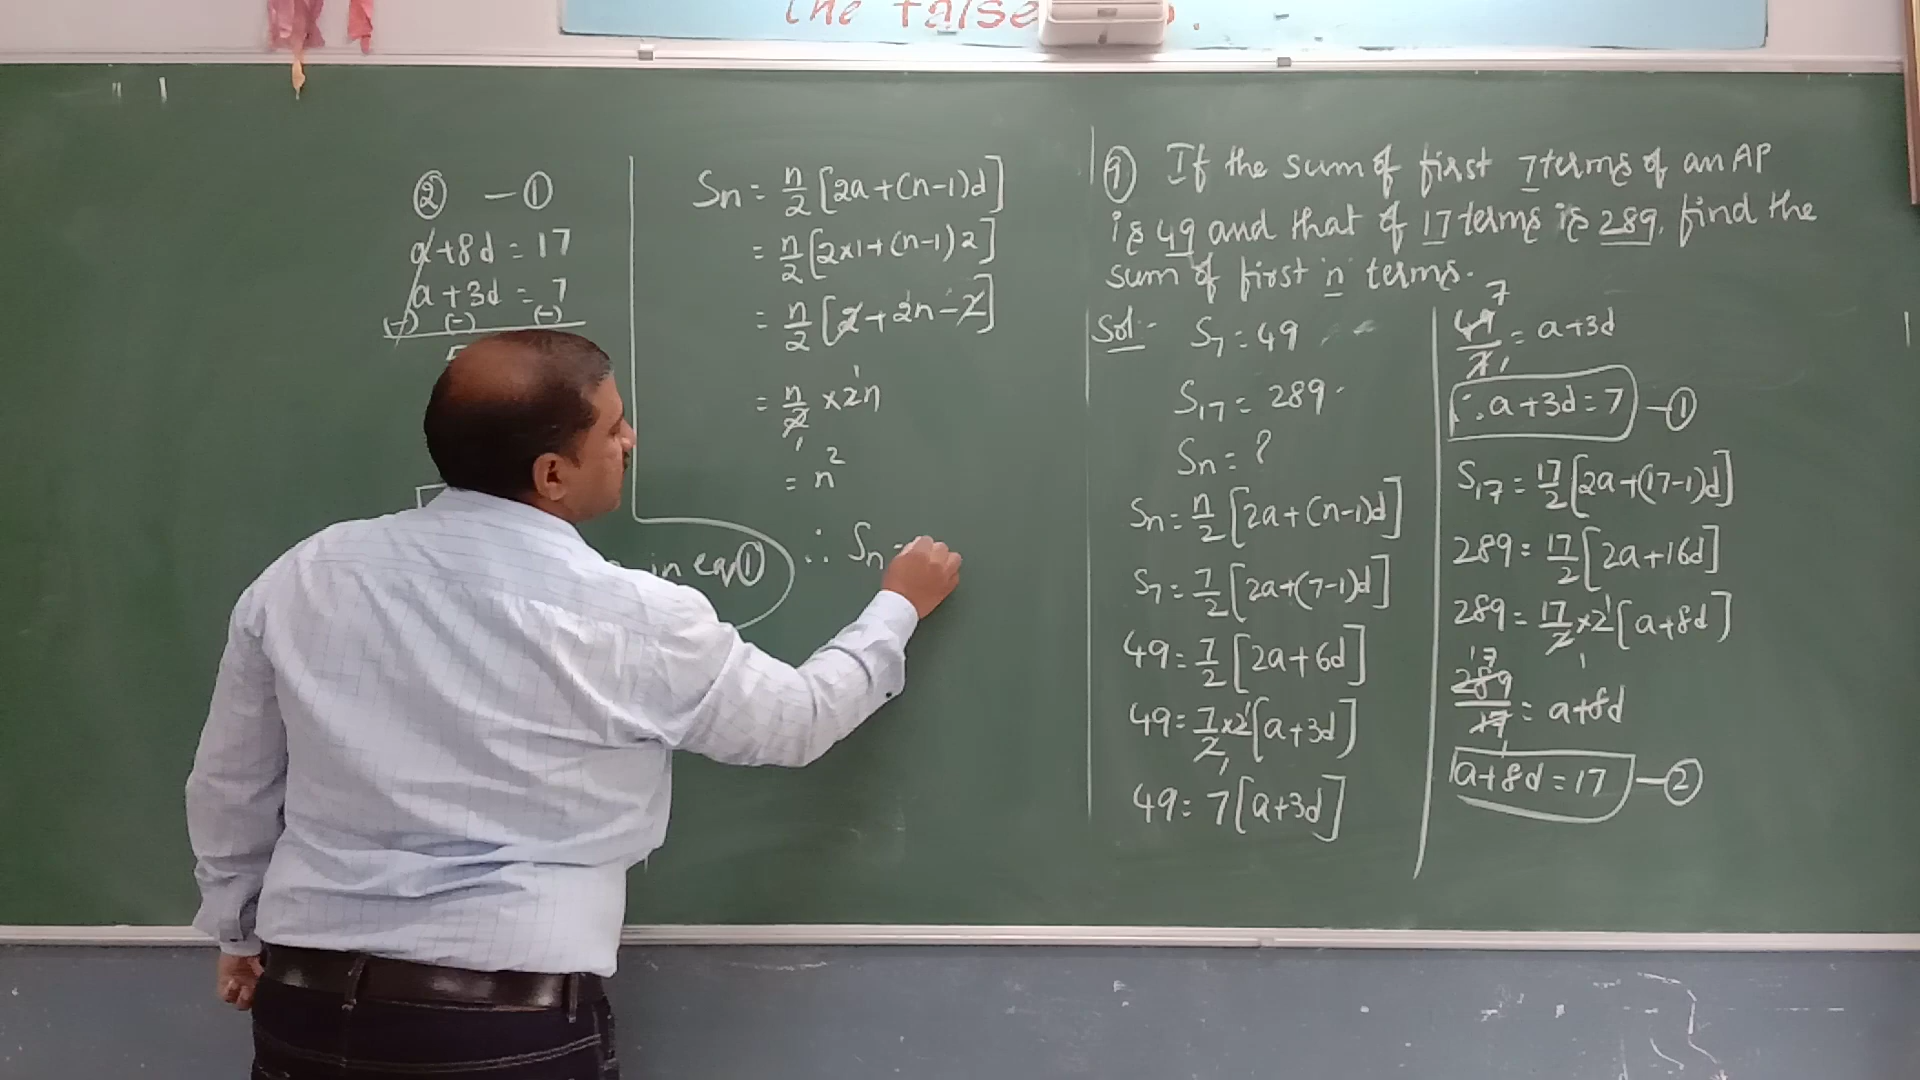 the false
② - ①
a+8d = 17
a+3d = 7
(-) (-) (-)
in eq ①
Sn = n/2 [2a+(n-1)d]
= n/2 [2×1+(n-1)2]
= n/2 [2+2n-2]
= n/2 × 2n
= n²
∴ Sn =
⑨ If the sum of first 7 terms of an AP
is 49 and that of 17 terms is 289, find the
sum of first n terms.
Sol:- S7 = 49
S17 = 289
Sn = ?
Sn = n/2 [2a+(n-1)d]
S7 = 7/2 [2a+(7-1)d]
49 = 7/2 [2a+6d]
49 = 7/2 ×2 [a+3d]
49 = 7 [a+3d]
49/7 = a+3d
∴ a+3d = 7 — ①
S17 = 17/2 [2a+(17-1)d]
289 = 17/2 [2a+16d]
289 = 17/2 ×2 [a+8d]
289/17 = a+8d
a+8d = 17 — ②